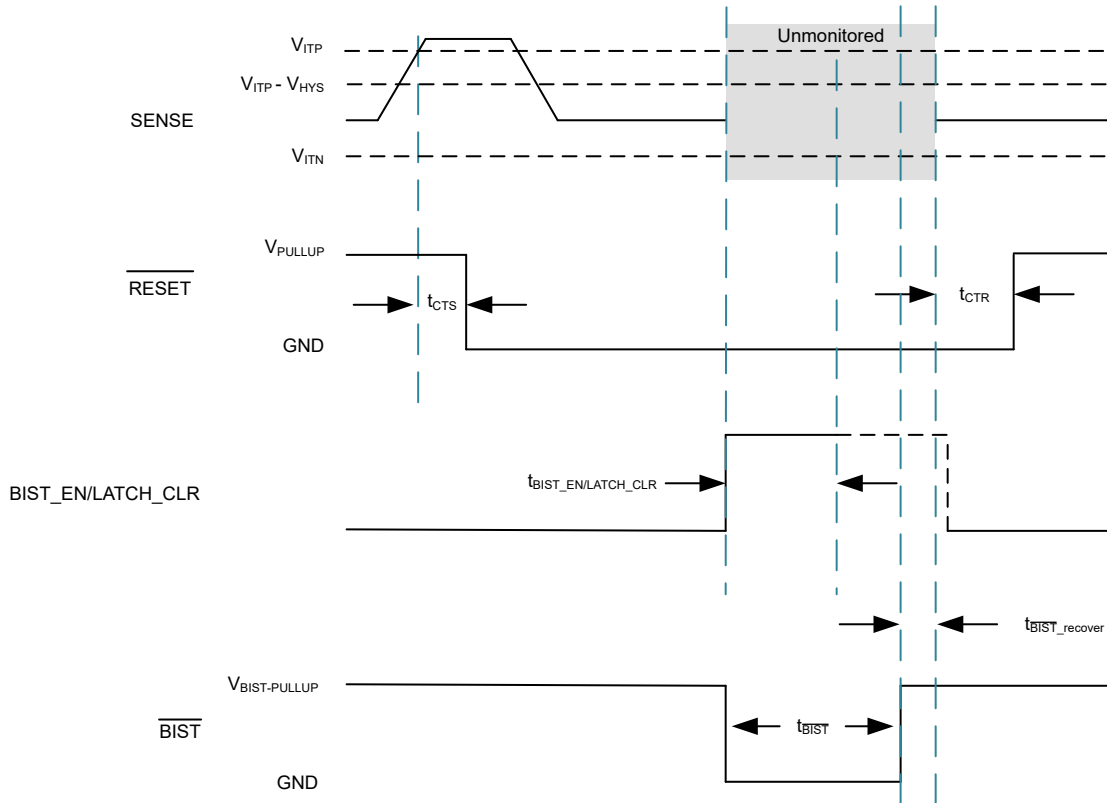 Unmonitored
VITP
VITP - VHYS
SENSE
VITN
VPULLUP
RESET
tCTS
tCTR
GND
BIST_EN/LATCH_CLR
tBIST_EN/LATCH_CLR
tBIST_recover
VBIST-PULLUP
BIST
tBIST
GND